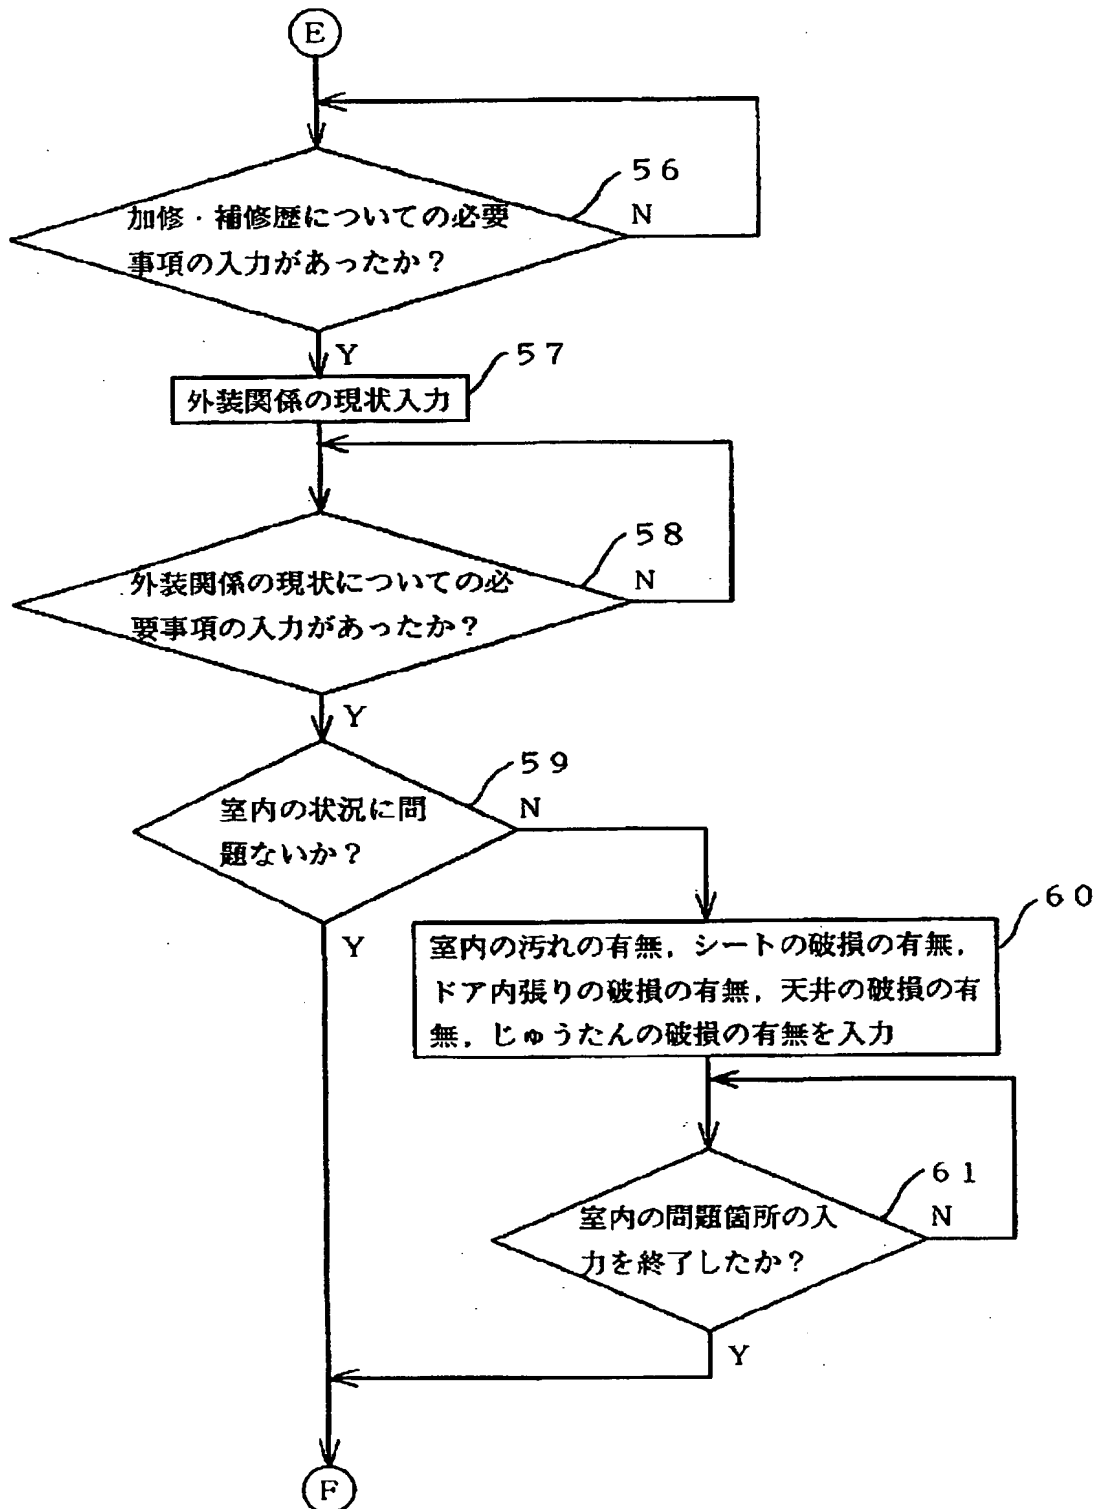 E
56
加修・補修歴についての必要
事項の入力があったか？
N
Y
57
外装関係の現状入力
58
外装関係の現状についての必
要事項の入力があったか？
N
Y
59
室内の状況に問
題ないか？
N
Y
60
室内の汚れの有無，シートの破損の有無，
ドア内張りの破損の有無，天井の破損の有
無，じゅうたんの破損の有無を入力
61
室内の問題箇所の入
力を終了したか？
N
Y
F